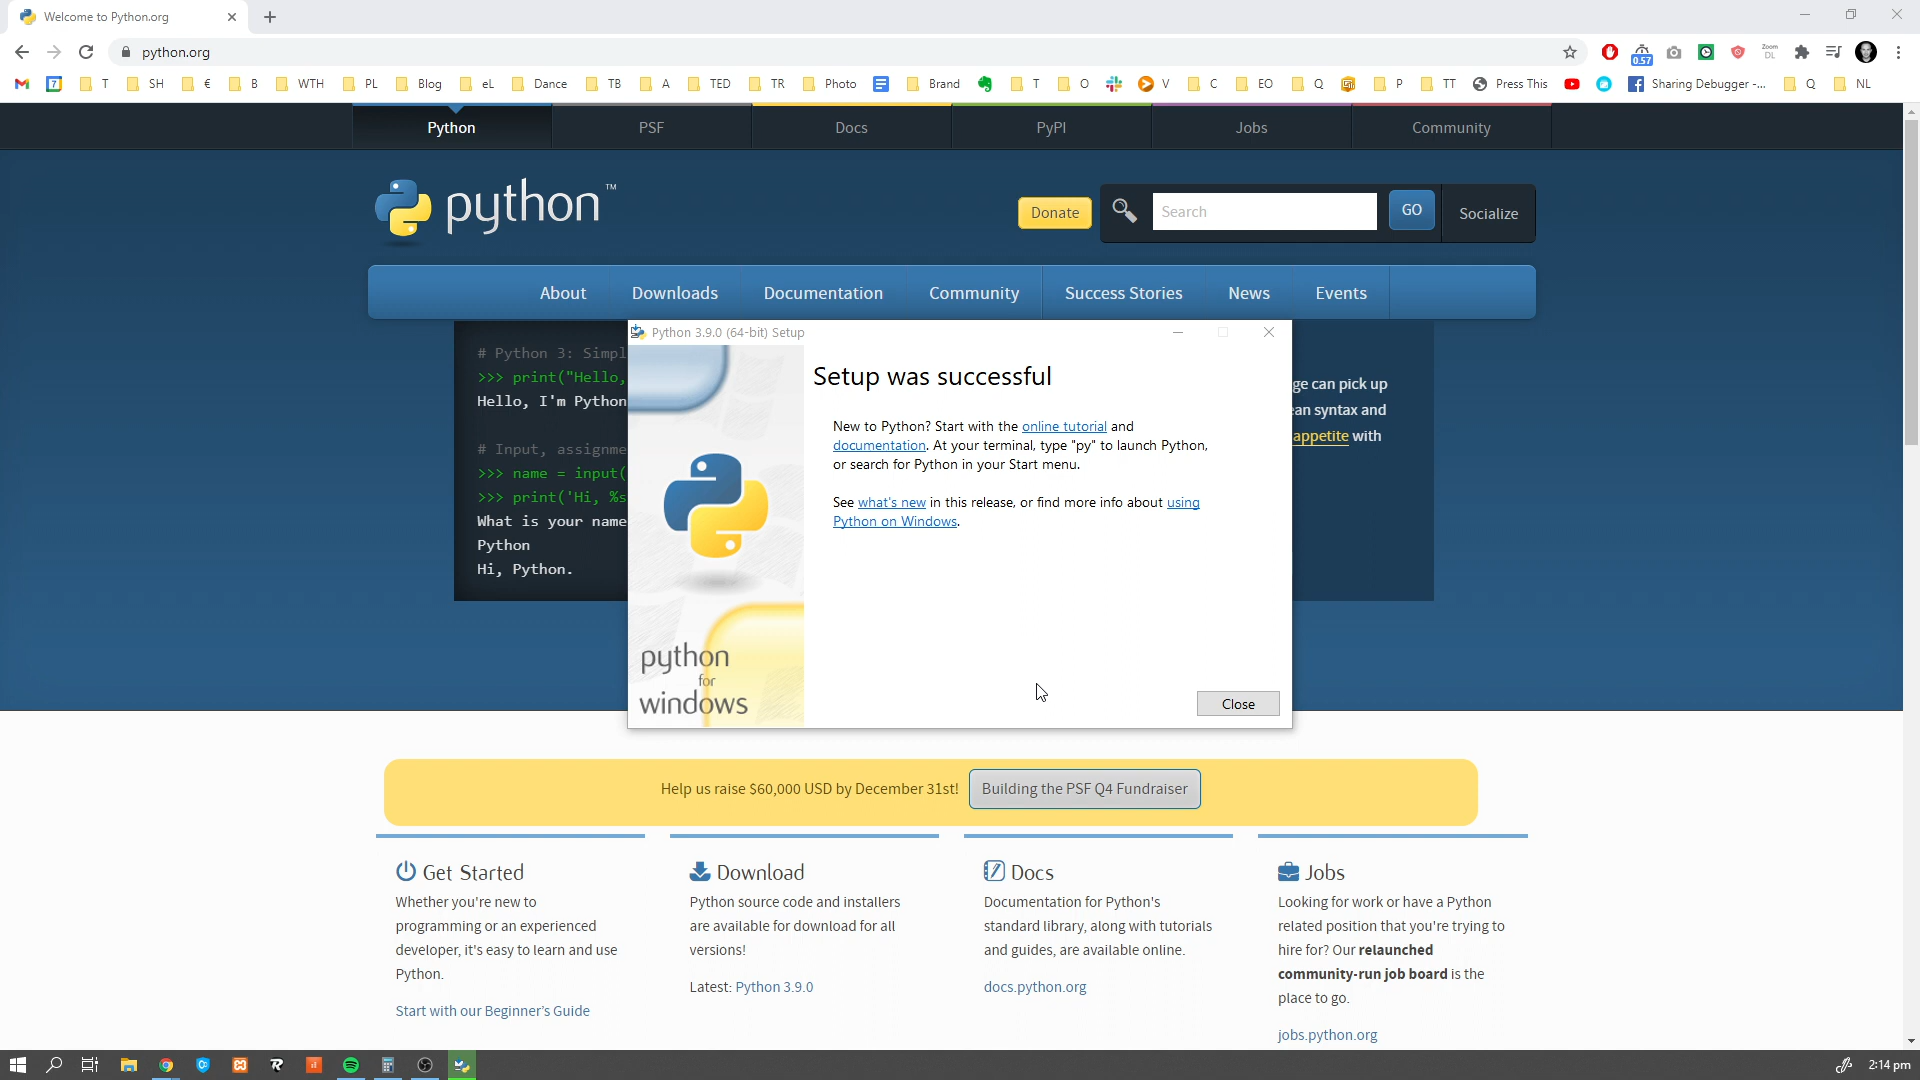 Welcome to Python.org
python.org
0.57
Zoom
DL
7
T
SH
€
B
WTH
PL
Blog
eL
Dance
TB
A
TED
TR
Photo
Brand
T
O
V
C
EO
Q
P
TT
Press This
Sharing Debugger -...
Q
NL
Python
PSF
Docs
PyPI
Jobs
Community
python™
Donate
Search
GO
Socialize
About
Downloads
Documentation
Community
Success Stories
News
Events
# Python 3: Simpl
>>> print("Hello,
Hello, I'm Python
# Input, assignme
>>> name = input(
>>> print('Hi, %s
What is your name
Python
Hi, Python.
ge can pick up
ean syntax and
appetite with
Python 3.9.0 (64-bit) Setup
Setup was successful
New to Python? Start with the online tutorial and
documentation. At your terminal, type "py" to launch Python,
or search for Python in your Start menu.
See what's new in this release, or find more info about using
Python on Windows.
python
for
windows
Close
Help us raise $60,000 USD by December 31st!
Building the PSF Q4 Fundraiser
Get Started
Whether you're new to
programming or an experienced
developer, it's easy to learn and use
Python.
Start with our Beginner's Guide
Download
Python source code and installers
are available for download for all
versions!
Latest: Python 3.9.0
Docs
Documentation for Python's
standard library, along with tutorials
and guides, are available online.
docs.python.org
Jobs
Looking for work or have a Python
related position that you're trying to
hire for? Our relaunched
community-run job board is the
place to go.
jobs.python.org
2:14 pm